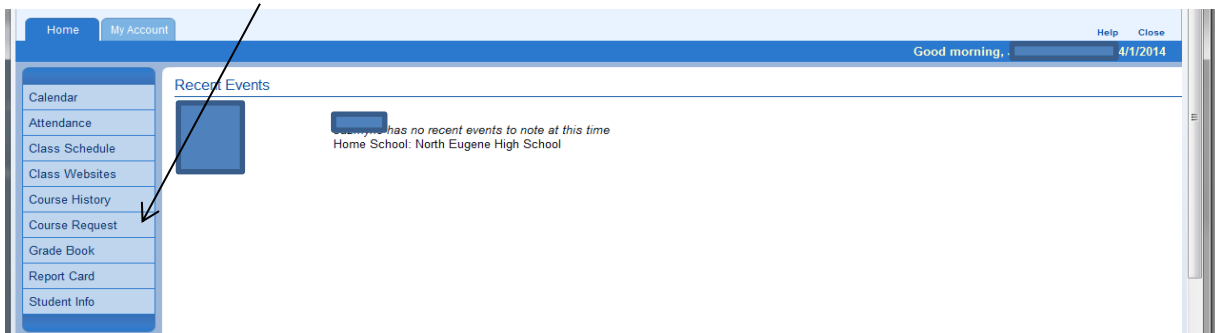 Home My Account
Help Close
Good morning, 4/1/2014
Recent Events
Calendar
Attendance
Class Schedule
Class Websites
Course History
Course Request
Grade Book
Report Card
Student Info
has no recent events to note at this time
Home School: North Eugene High School